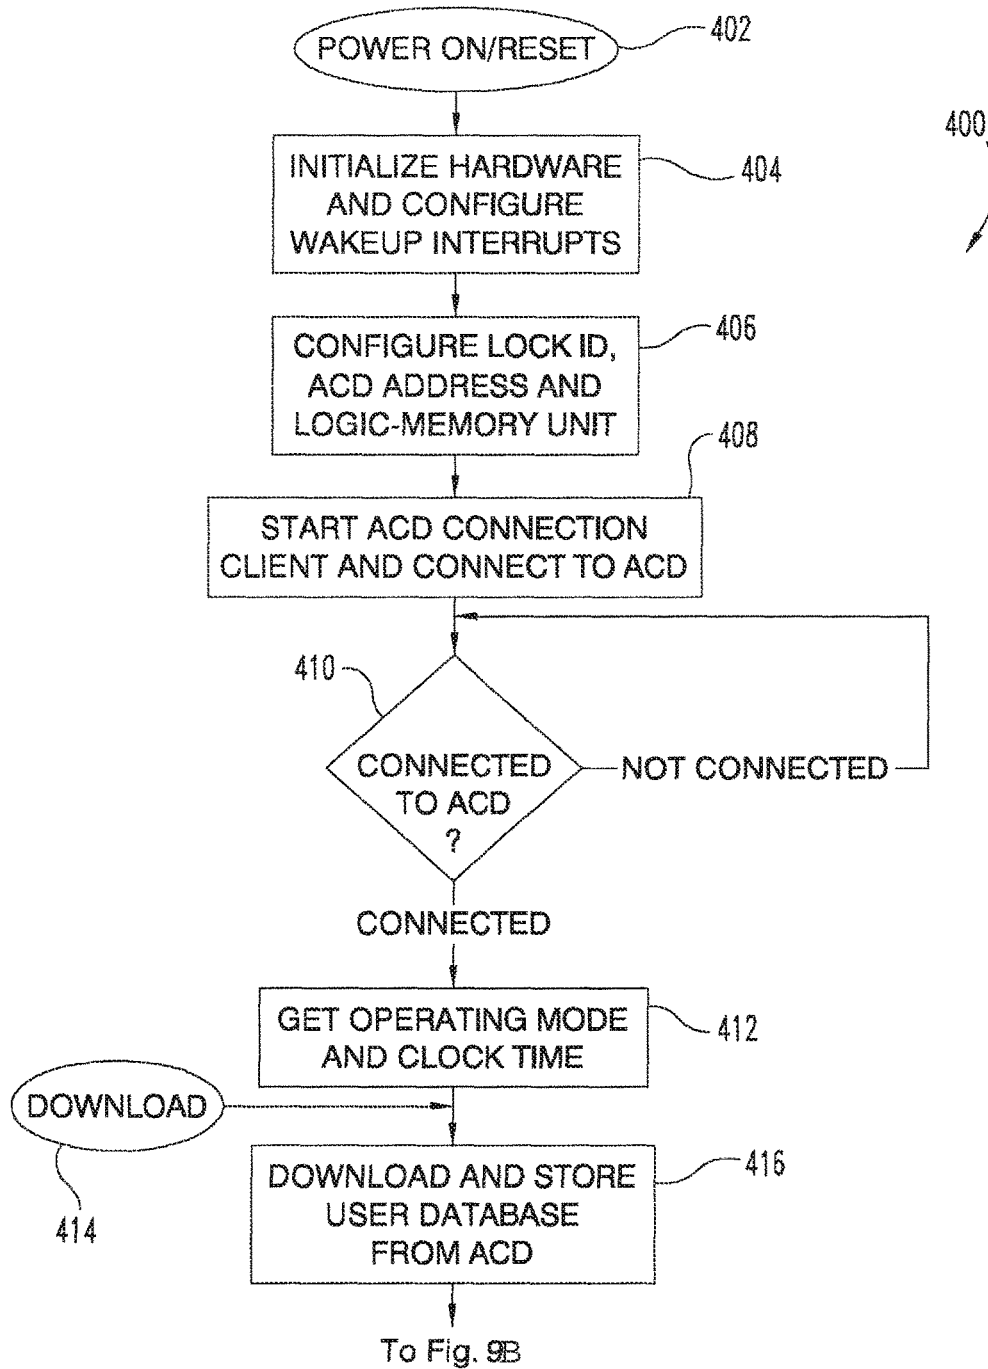 POWER ON/RESET
402
400
INITIALIZE HARDWARE
AND CONFIGURE
WAKEUP INTERRUPTS
404
CONFIGURE LOCK ID,
ACD ADDRESS AND
LOGIC-MEMORY UNIT
406
START ACD CONNECTION
CLIENT AND CONNECT TO ACD
408
410
CONNECTED
TO ACD
?
NOT CONNECTED
CONNECTED
GET OPERATING MODE
AND CLOCK TIME
412
DOWNLOAD
414
DOWNLOAD AND STORE
USER DATABASE
FROM ACD
416
To Fig. 9B